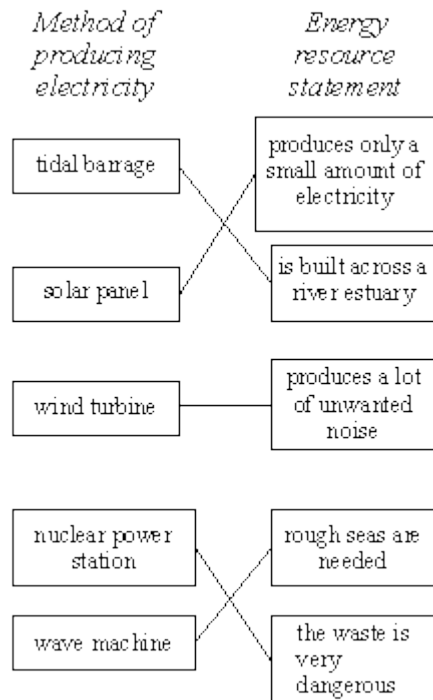 Method of
producing
electricity
Energy
resource
statement
tidal barrage
produces only a
small amount of
electricity
solar panel
is built across a
river estuary
wind turbine
produces a lot
of unwanted
noise
nuclear power
station
rough seas are
needed
wave machine
the waste is
very
dangerous